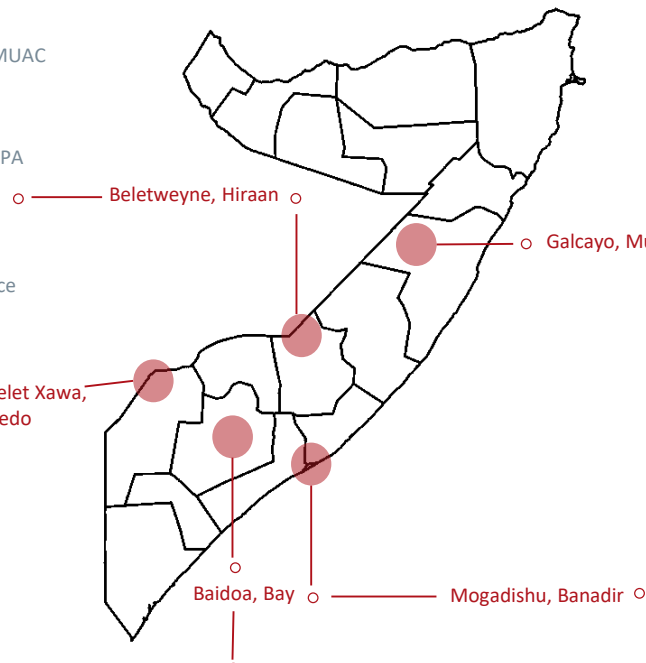 MUAC
PA
Beletweyne, Hiraan
Galcayo, Mu
ce
elet Xawa,
edo
Baidoa, Bay
Mogadishu, Banadir